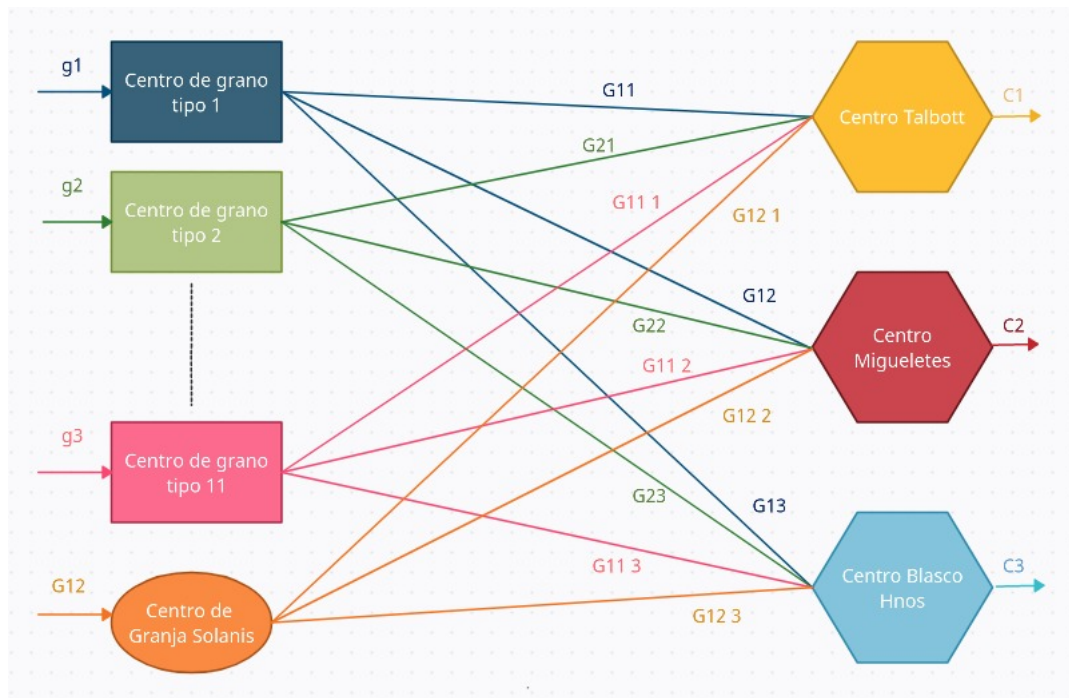 g1
Centro de grano
tipo 1
G11
Centro Talbott
C1
g2
Centro de grano
tipo 2
G21
G11 1
G12 1
G12
G22
Centro
Migueletes
C2
G11 2
G12 2
g3
Centro de grano
tipo 11
G23
G13
G11 3
Centro Blasco
Hnos
C3
G12
Centro de
Granja Solanis
G12 3